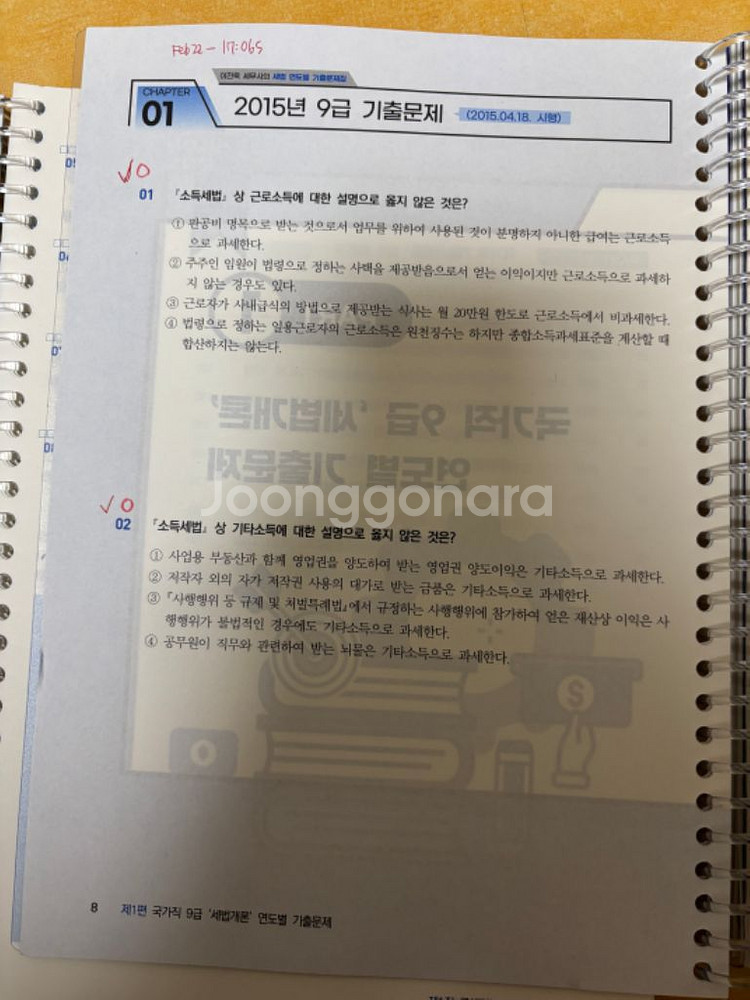 Feb 22 - 17:06s
이진욱 세무사의 세법 연도별 기출문제집
CHAPTER
01
2015년 9급 기출문제
(2015.04.18. 시행)
01 『소득세법』상 근로소득에 대한 설명으로 옳지 않은 것은?
① 판공비 명목으로 받는 것으로서 업무를 위하여 사용된 것이 분명하지 아니한 급여는 근로소득
으로 과세한다.
② 주주인 임원이 법령으로 정하는 사택을 제공받음으로서 얻는 이익이지만 근로소득으로 과세하
지 않는 경우도 있다.
③ 근로자가 사내급식의 방법으로 제공받는 식사는 월 20만원 한도로 근로소득에서 비과세한다.
④ 법령으로 정하는 일용근로자의 근로소득은 원천징수는 하지만 종합소득과세표준을 계산할 때
합산하지는 않는다.
Joonggonara
02 『소득세법』상 기타소득에 대한 설명으로 옳지 않은 것은?
① 사업용 부동산과 함께 영업권을 양도하여 받는 영업권 양도이익은 기타소득으로 과세한다.
② 저작자 외의 자가 저작권 사용의 대가로 받는 금품은 기타소득으로 과세한다.
③ 『사행행위 등 규제 및 처벌특례법』에서 규정하는 사행행위에 참가하여 얻은 재산상 이익은 사
행행위가 불법적인 경우에도 기타소득으로 과세한다.
④ 공무원이 직무와 관련하여 받는 뇌물은 기타소득으로 과세한다.
8 제1편 국가직 9급 '세법개론' 연도별 기출문제